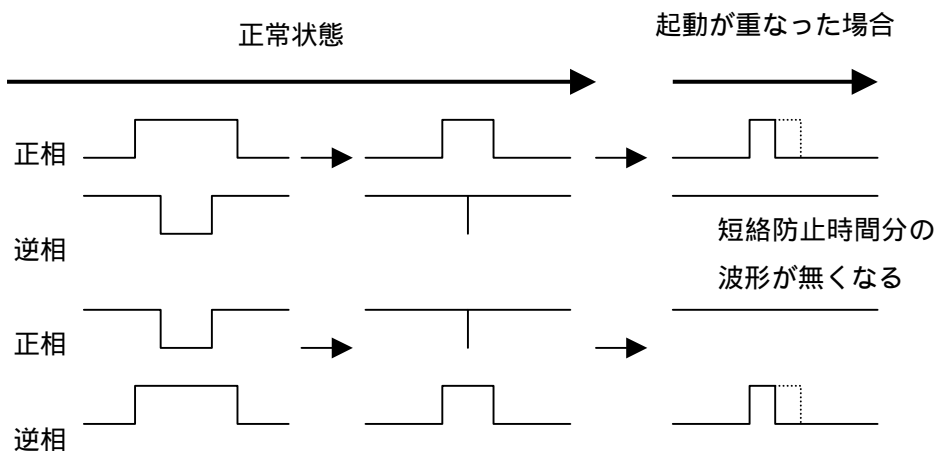 正常状態
起動が重なった場合
正相
逆相
短絡防止時間分の
波形が無くなる
正相
逆相